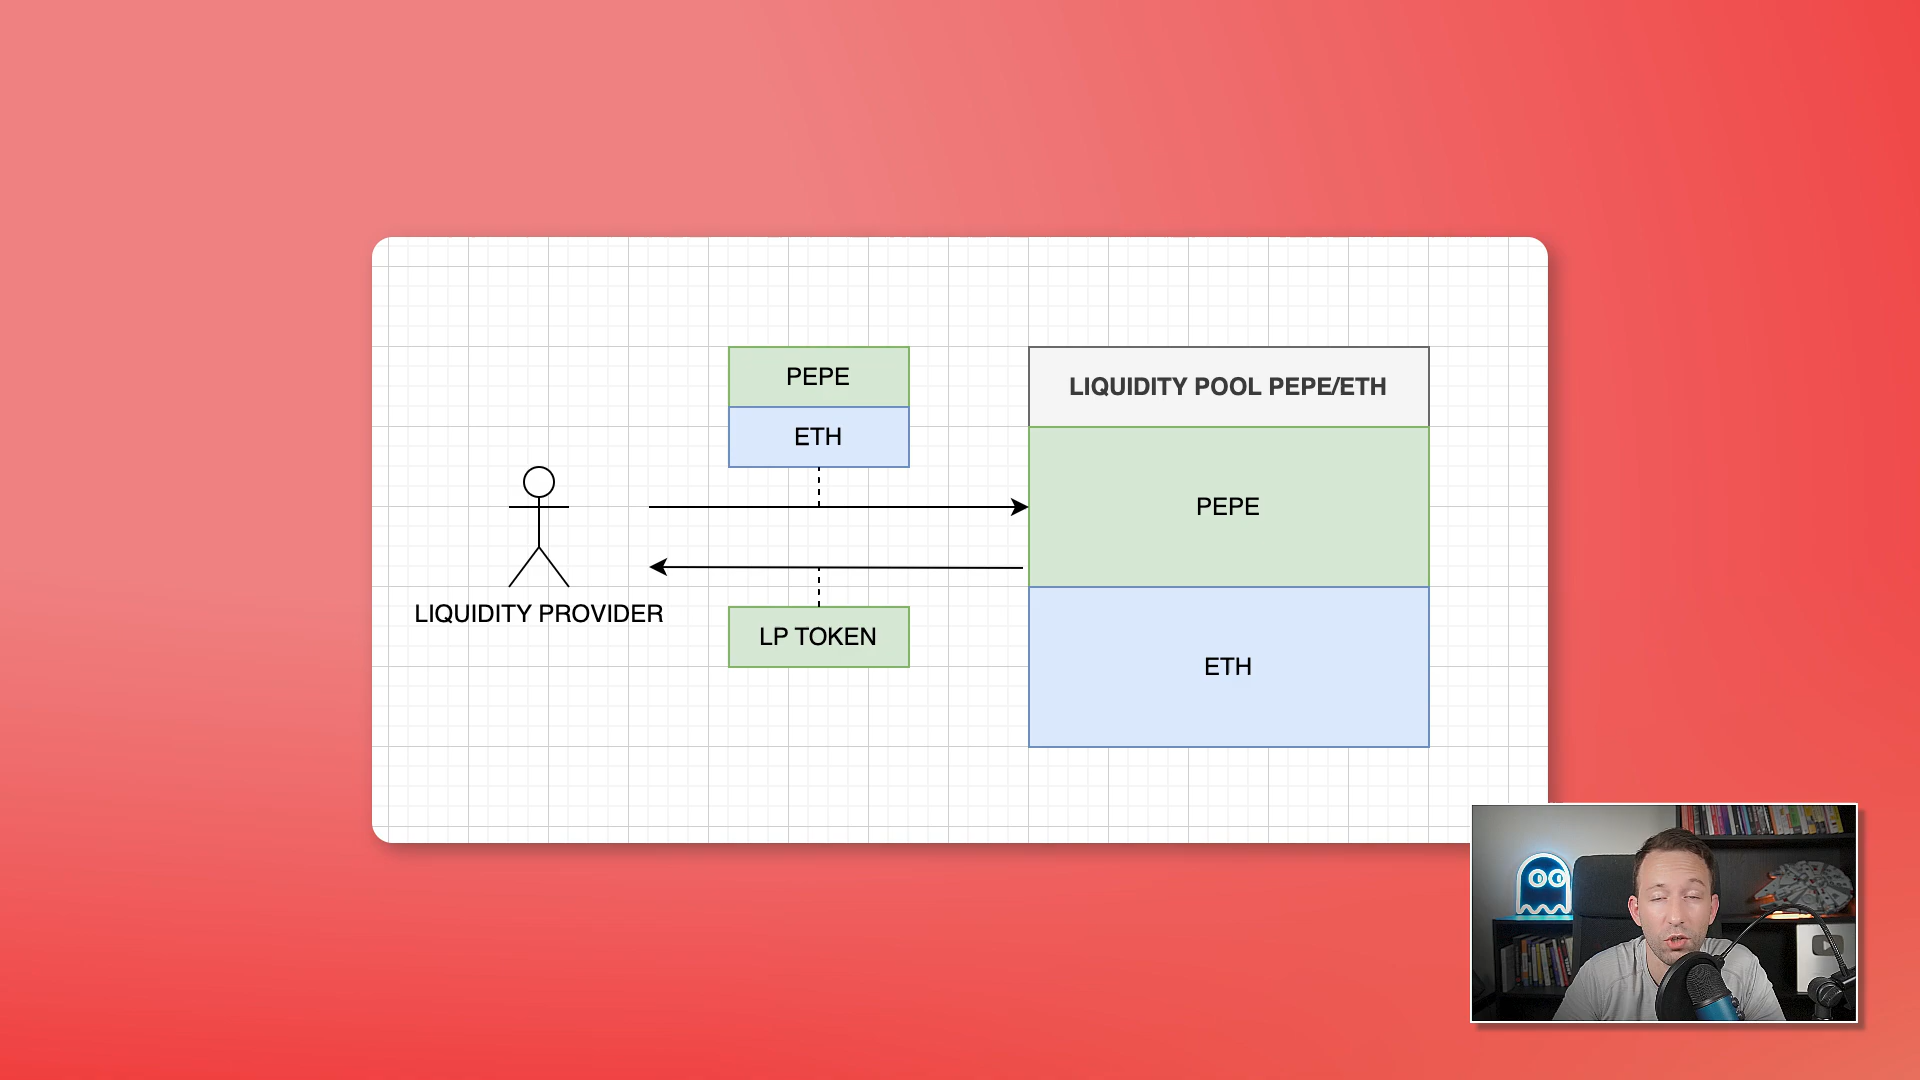 PEPE
ETH
LIQUIDITY PROVIDER
LP TOKEN
LIQUIDITY POOL PEPE/ETH
PEPE
ETH